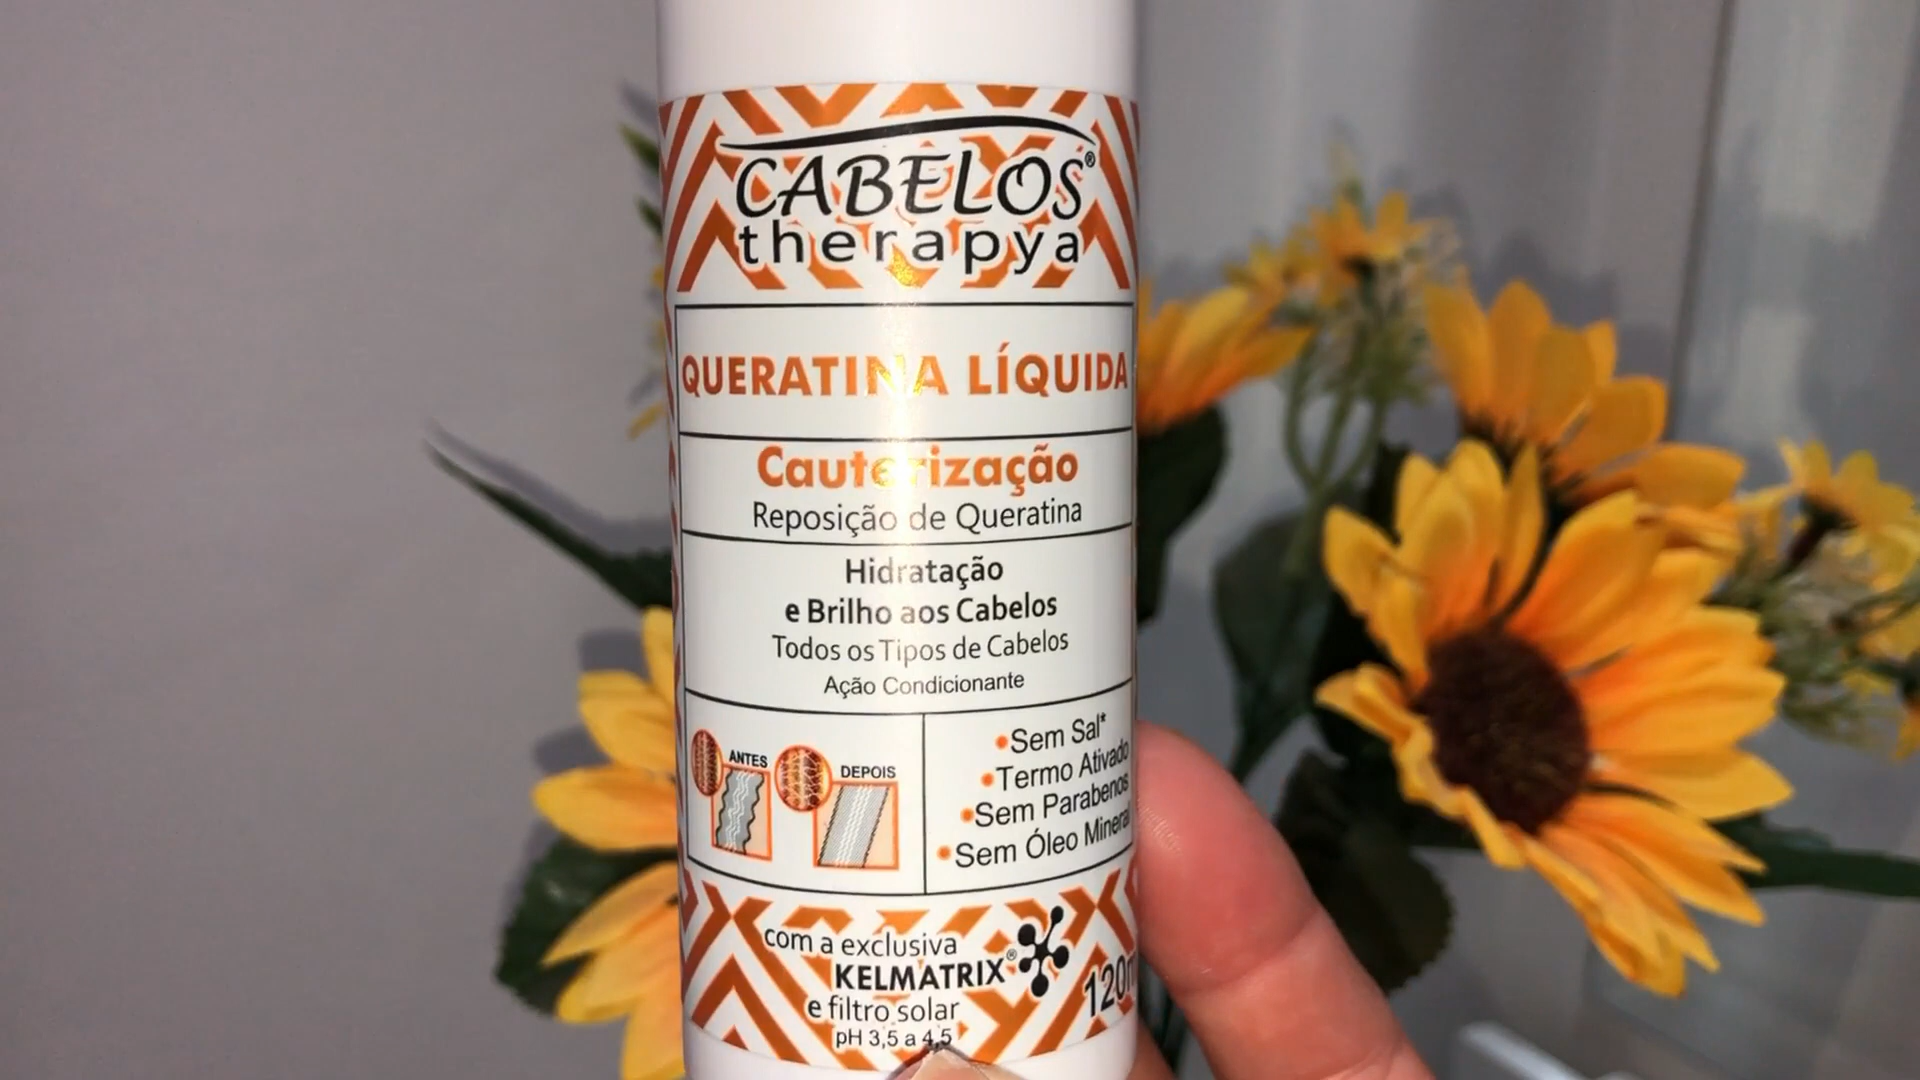 CABELOS®
therapya
QUERATINA LÍQUIDA
Cauterização
Reposição de Queratina
Hidratação
e Brilho aos Cabelos
Todos os Tipos de Cabelos
Ação Condicionante
ANTES
DEPOIS
•Sem Sal*
•Termo Ativado
•Sem Parabenos
•Sem Óleo Mineral
com a exclusiva
KELMATRIX®
e filtro solar
pH 3,5 a 4,5